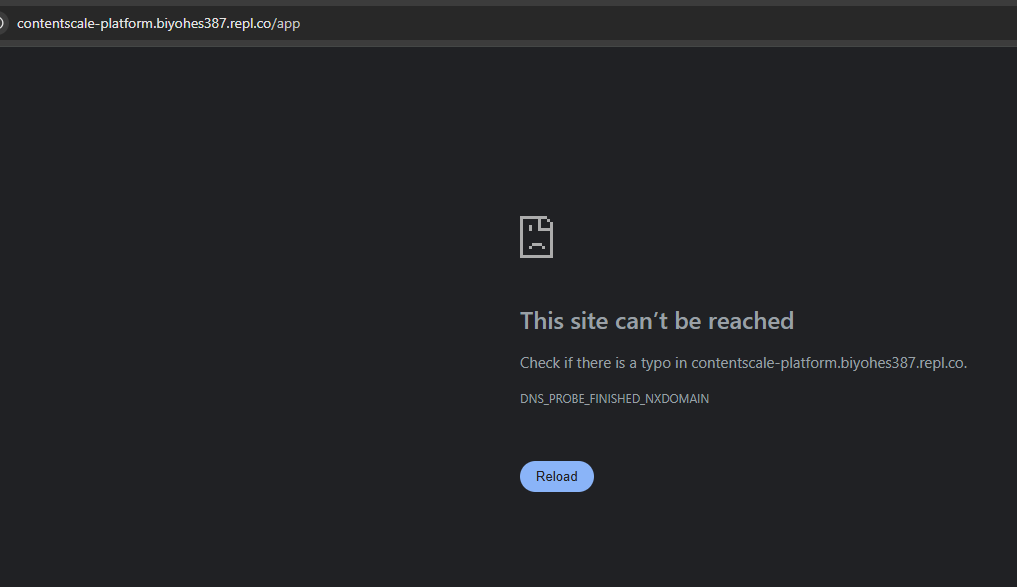 contentscale-platform.biyohes387.repl.co/app
This site can’t be reached
Check if there is a typo in contentscale-platform.biyohes387.repl.co.
DNS_PROBE_FINISHED_NXDOMAIN
Reload